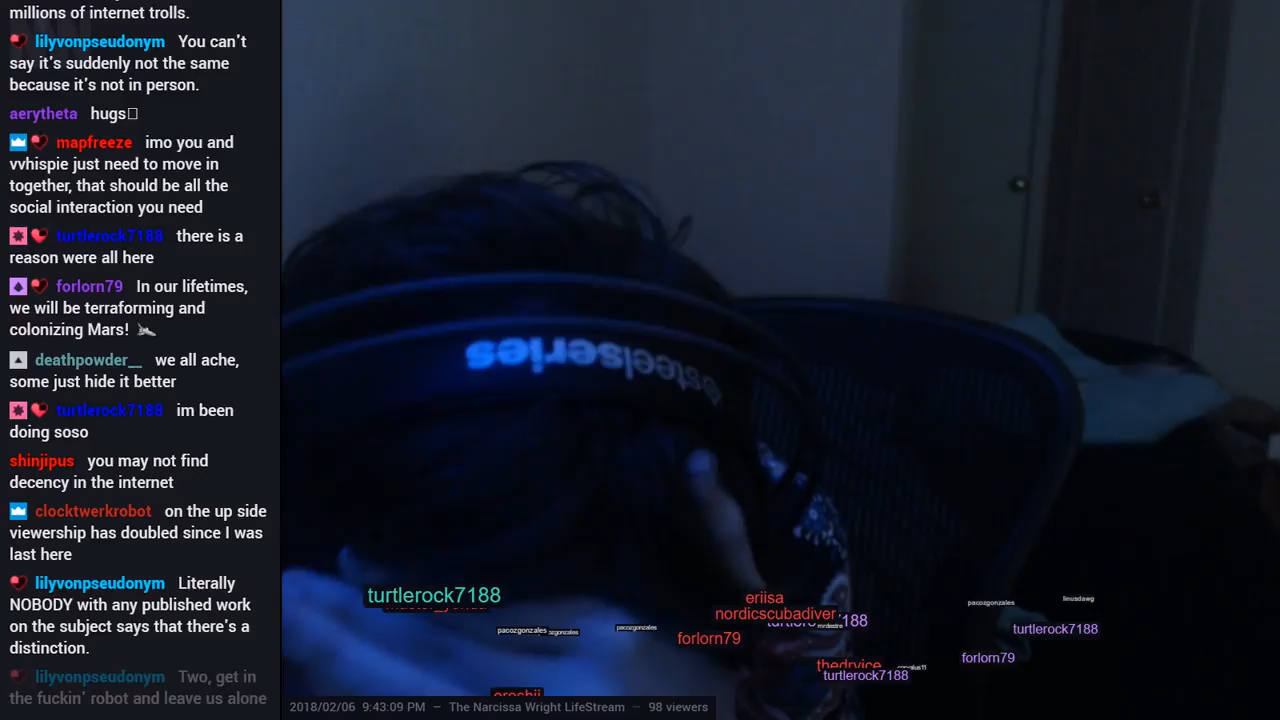 millions of internet trolls.
lilyvonpseudonym You can't
say it's suddenly not the same
because it's not in person.
aerytheta hugs
mapfreeze imo you and
vvhispie just need to move in
together, that should be all the
social interaction you need
turtlerock7188 there is a
reason were all here
forlorn79 In our lifetimes,
we will be terraforming and
colonizing Mars!
deathpowder__ we all ache,
some just hide it better
turtlerock7188 im been
doing soso
shinjipus you may not find
decency in the internet
clocktwerkrobot on the up side
viewership has doubled since I was
last here
lilyvonpseudonym Literally
NOBODY with any published work
on the subject says that there's a
distinction.
lilyvonpseudonym Two, get in
the fuckin' robot and leave us alone
steelseries
turtlerock7188
eriisa
nordicscubadiver
pacozgonzales
linusdawg
pacozgonzales
pacozgonzales
mrdestre
188
turtlerock7188
forlorn79
forlorn79
thedrvice
turtlerock7188
2018/02/06 9:43:09 PM – The Narcissa Wright LifeStream – 98 viewers